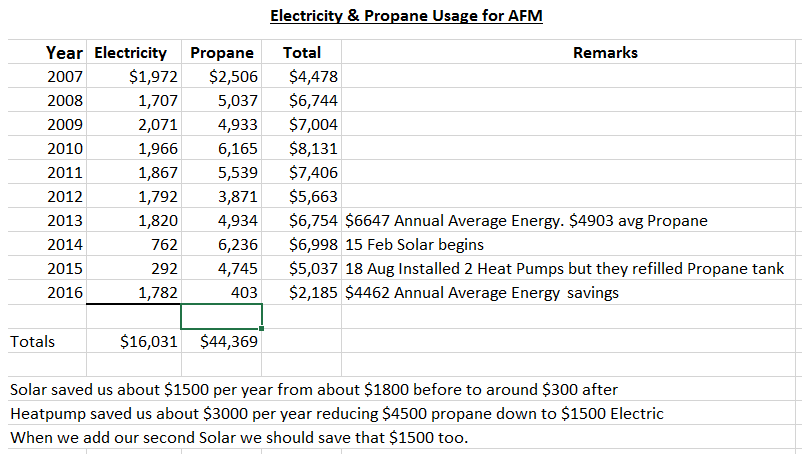 Electricity & Propane Usage for AFM
Year Electricity Propane Total Remarks
2007 $1,972 $2,506 $4,478
2008 1,707 5,037 $6,744
2009 2,071 4,933 $7,004
2010 1,966 6,165 $8,131
2011 1,867 5,539 $7,406
2012 1,792 3,871 $5,663
2013 1,820 4,934 $6,754 $6647 Annual Average Energy. $4903 avg Propane
2014 762 6,236 $6,998 15 Feb Solar begins
2015 292 4,745 $5,037 18 Aug Installed 2 Heat Pumps but they refilled Propane tank
2016 1,782 403 $2,185 $4462 Annual Average Energy savings
Totals $16,031 $44,369
Solar saved us about $1500 per year from about $1800 before to around $300 after
Heatpump saved us about $3000 per year reducing $4500 propane down to $1500 Electric
When we add our second Solar we should save that $1500 too.